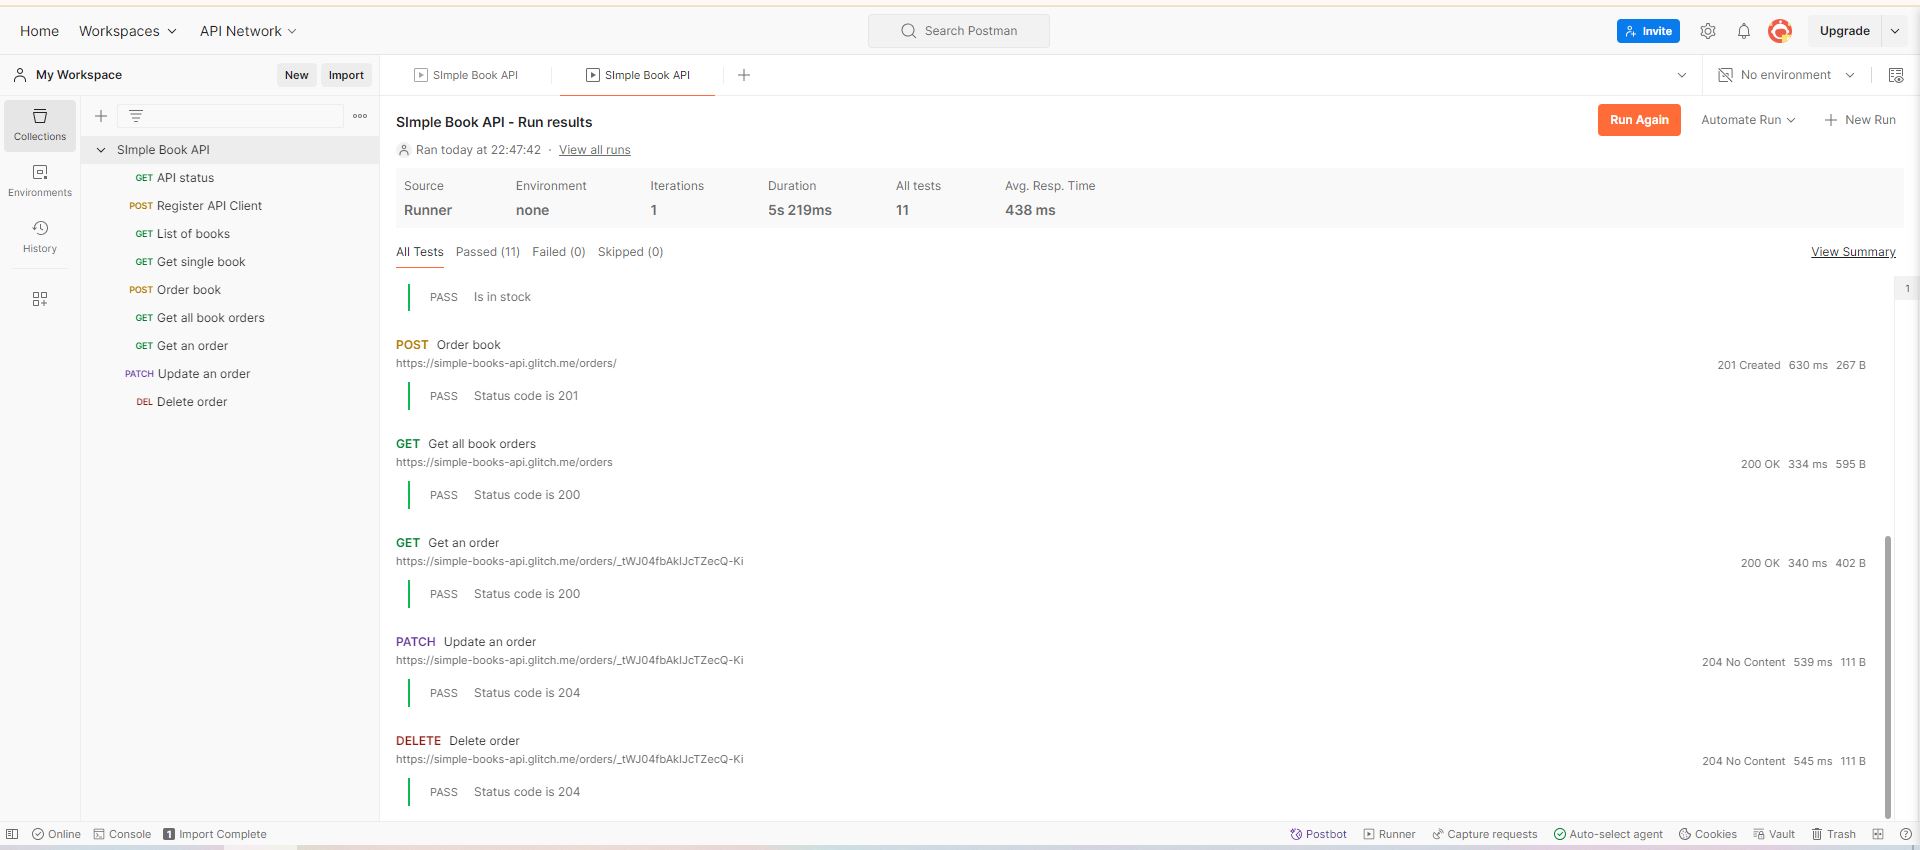 Home Workspaces API Network Search Postman Invite Upgrade
My Workspace New Import SImple Book API SImple Book API No environment
Collections
Environments
History
SImple Book API
GET API status
POST Register API Client
GET List of books
GET Get single book
POST Order book
GET Get all book orders
GET Get an order
PATCH Update an order
DEL Delete order
SImple Book API - Run results Run Again Automate Run New Run
Ran today at 22:47:42 · View all runs
Source Environment Iterations Duration All tests Avg. Resp. Time
Runner none 1 5s 219ms 11 438 ms
All Tests Passed (11) Failed (0) Skipped (0) View Summary
1
PASS Is in stock
POST Order book
https://simple-books-api.glitch.me/orders/ 201 Created 630 ms 267 B
PASS Status code is 201
GET Get all book orders
https://simple-books-api.glitch.me/orders 200 OK 334 ms 595 B
PASS Status code is 200
GET Get an order
https://simple-books-api.glitch.me/orders/_tWJ04fbAkIJcTZecQ-Ki 200 OK 340 ms 402 B
PASS Status code is 200
PATCH Update an order
https://simple-books-api.glitch.me/orders/_tWJ04fbAkIJcTZecQ-Ki 204 No Content 539 ms 111 B
PASS Status code is 204
DELETE Delete order
https://simple-books-api.glitch.me/orders/_tWJ04fbAkIJcTZecQ-Ki 204 No Content 545 ms 111 B
PASS Status code is 204
Online Console 1 Import Complete Postbot Runner Capture requests Auto-select agent Cookies Vault Trash